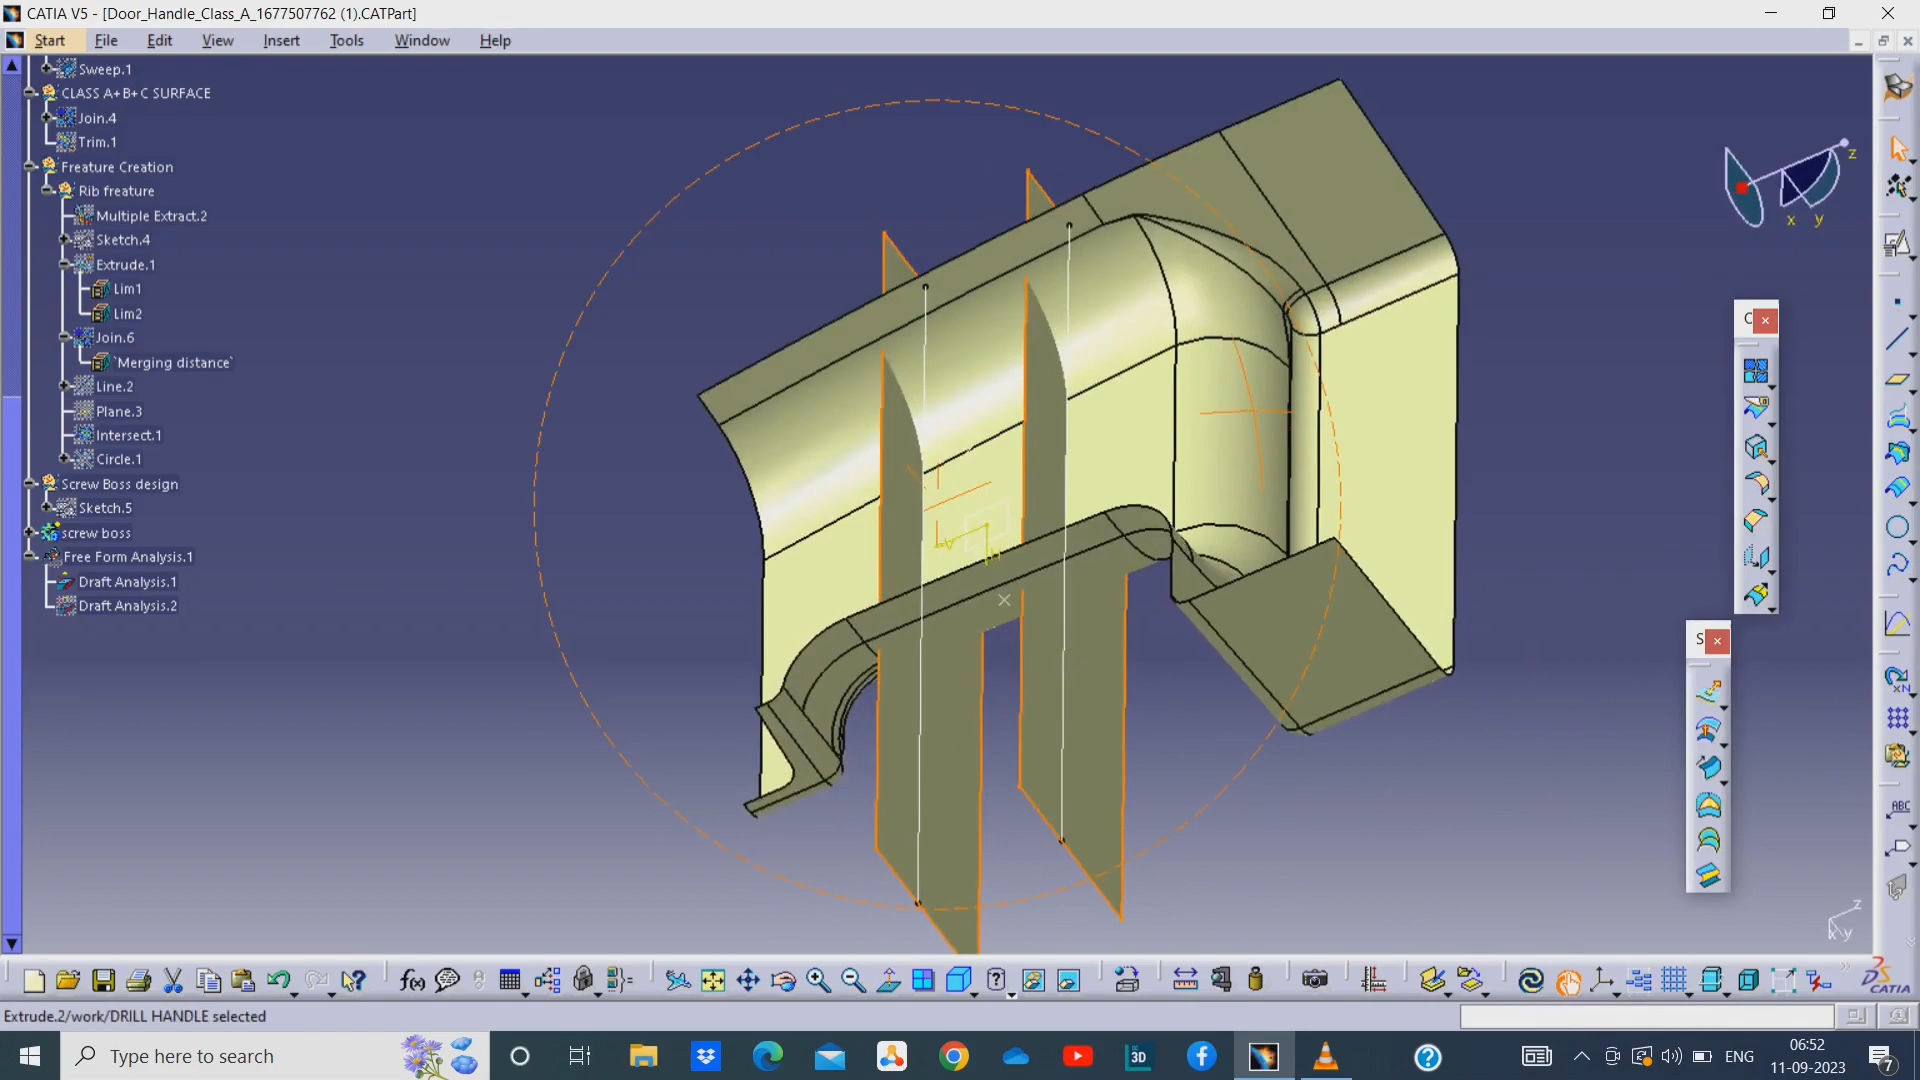 CATIA V5 - [Door_Handle_Class_A_1677507762 (1).CATPart]
Start File Edit View Insert Tools Window Help
Sweep.1
CLASS A+B+C SURFACE
Join.4
Trim.1
Freature Creation
Rib freature
Multiple Extract.2
Sketch.4
Extrude.1
Lim1
Lim2
Join.6
`Merging distance`
Line.2
Plane.3
Intersect.1
Circle.1
Screw Boss design
Sketch.5
screw boss
Free Form Analysis.1
Draft Analysis.1
Draft Analysis.2
z
x y
C
S
V
H
z
x y
ABC
xN
f(x)
CATIA
Extrude.2/work/DRILL HANDLE selected
Type here to search
3D
ENG
06:52
11-09-2023
7